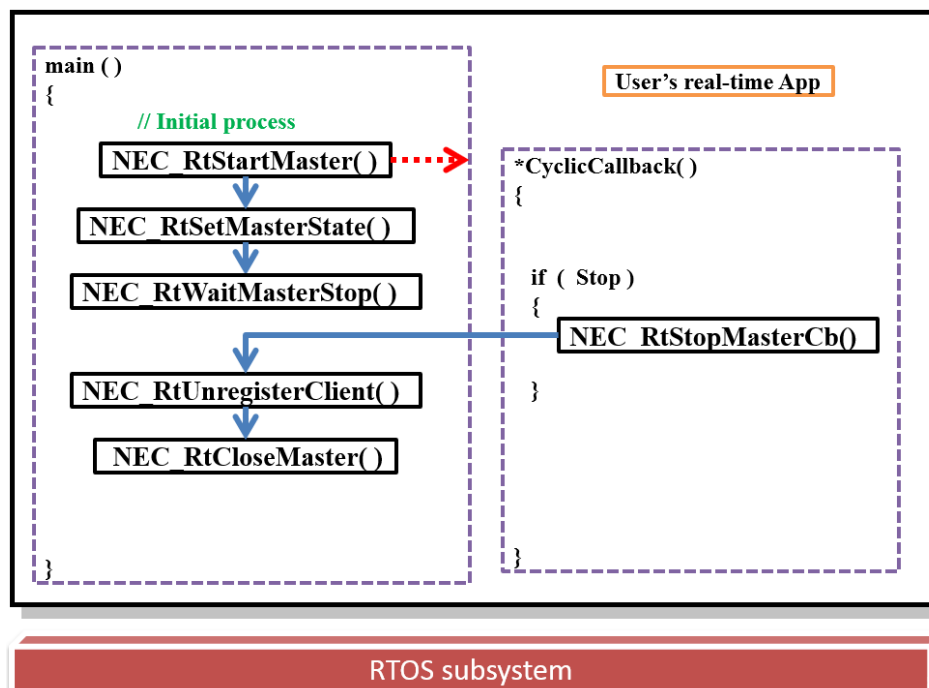 main ( )
{
// Initial process
NEC_RtStartMaster( )
NEC_RtSetMasterState( )
NEC_RtWaitMasterStop( )
NEC_RtUnregisterClient( )
NEC_RtCloseMaster( )
}
User's real-time App
*CyclicCallback( )
{
if ( Stop )
{
NEC_RtStopMasterCb()
}
}
RTOS subsystem